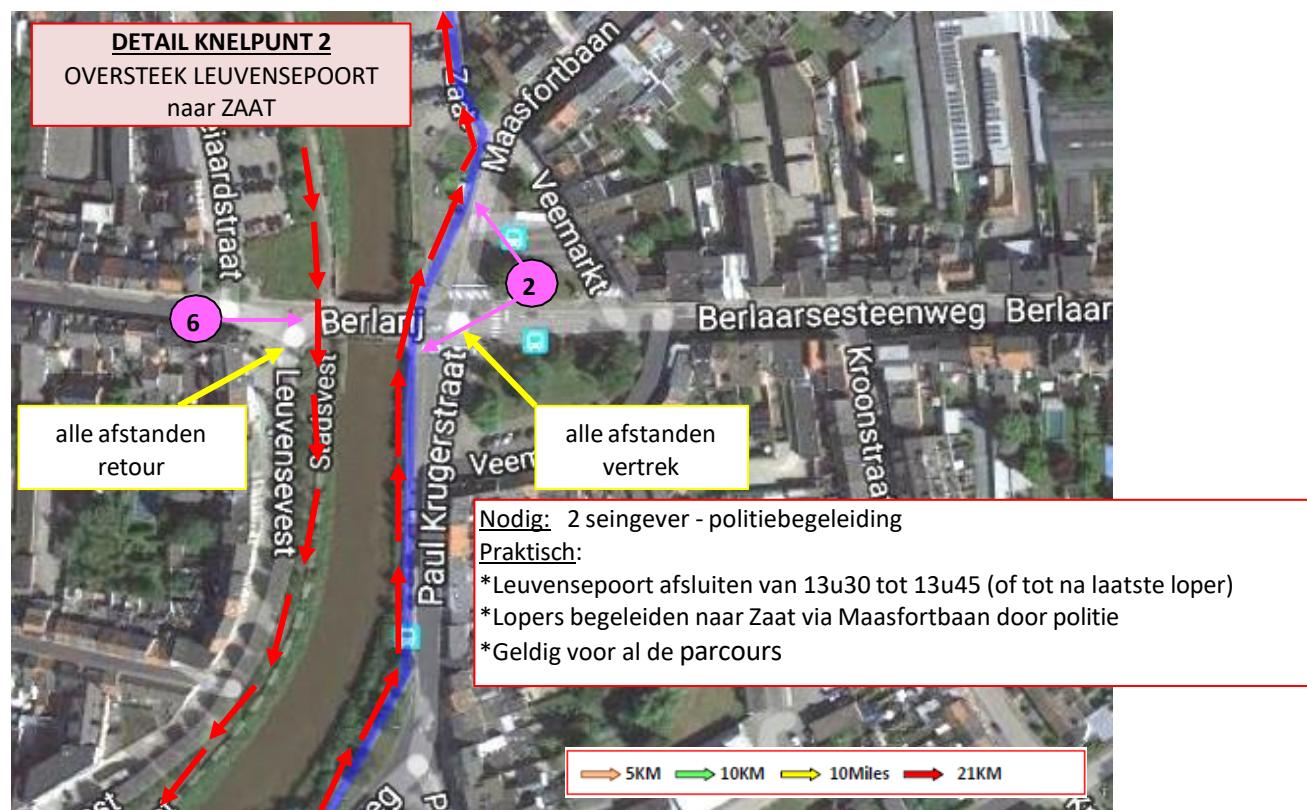 DETAIL KNELPUNT 2
OVERSTEEK LEUVENSEPOORT
naar ZAAT
Zaat
Maasfortbaan
Veemarkt
2
6
Berlarij
Berlaarsesteenweg
Berlaar
Leuvensevest
Paul Krugerstraat
alle afstanden
retour
alle afstanden
vertrek
Nodig: 2 seingever - politiebegeleiding
Praktisch:
*Leuvensepoort afsluiten van 13u30 tot 13u45 (of tot na laatste loper)
*Lopers begeleiden naar Zaat via Maasfortbaan door politie
*Geldig voor al de parcours
5KM
10KM
10Miles
21KM